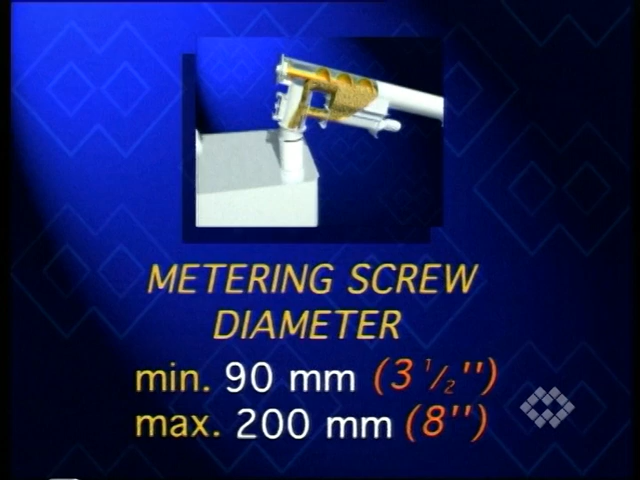 METERING SCREW
DIAMETER
min. 90 mm (3 1/2")
max. 200 mm (8")